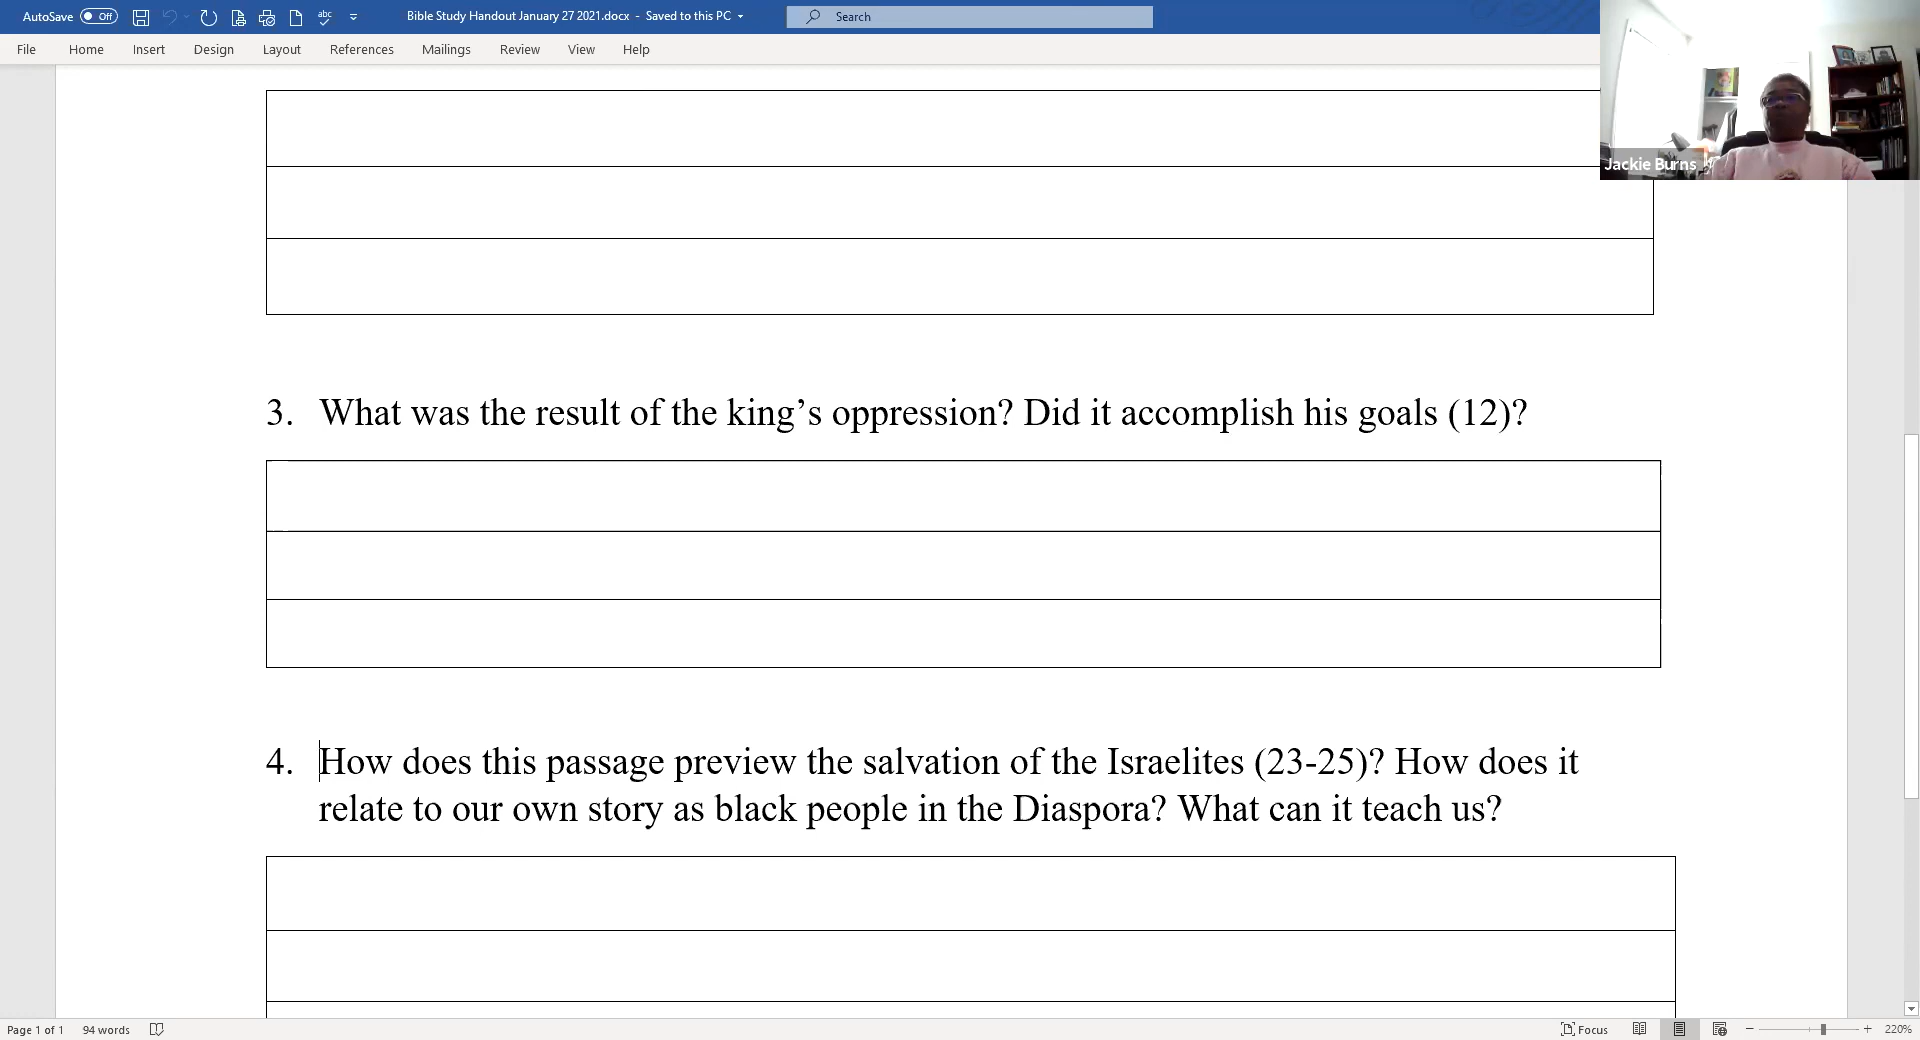 AutoSave Off abc Bible Study Handout January 27 2021.docx - Saved to this PC Search
File Home Insert Design Layout References Mailings Review View Help
Jackie Burns
3. What was the result of the king’s oppression? Did it accomplish his goals (12)?
4. How does this passage preview the salvation of the Israelites (23-25)? How does it
relate to our own story as black people in the Diaspora? What can it teach us?
Page 1 of 1 94 words Focus 220%